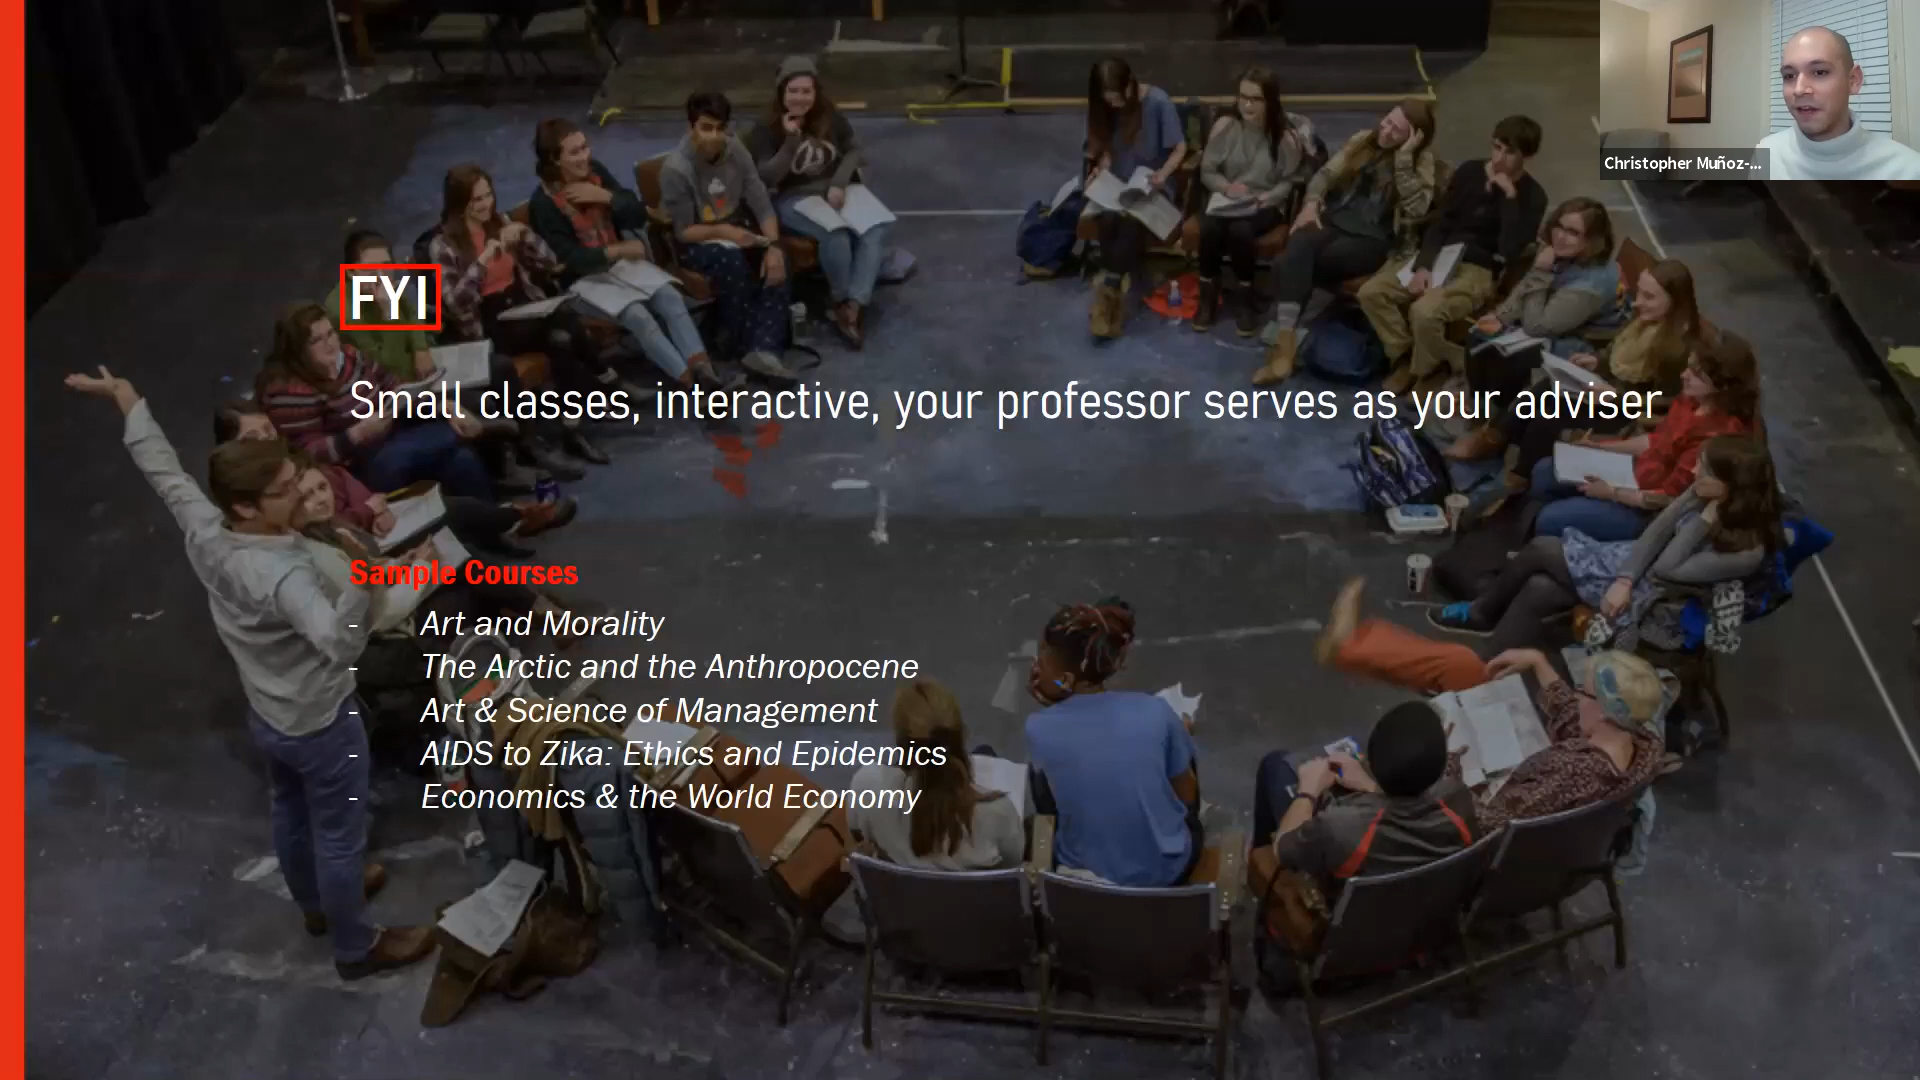 Christopher Muñoz-...
FYI
Small classes, interactive, your professor serves as your adviser
Sample Courses
- Art and Morality
- The Arctic and the Anthropocene
- Art & Science of Management
- AIDS to Zika: Ethics and Epidemics
- Economics & the World Economy